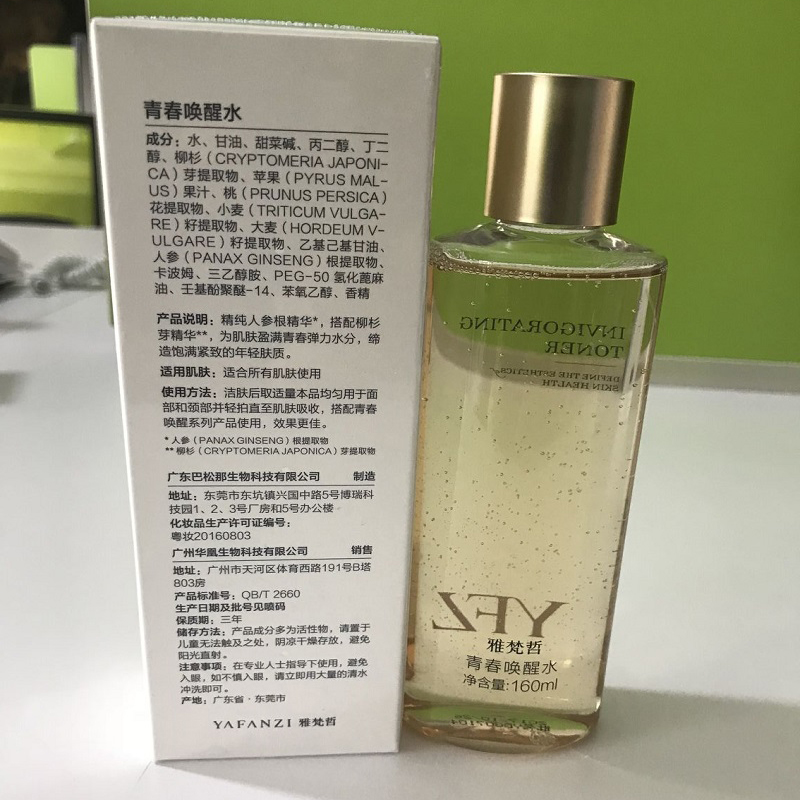 青春唤醒水
成分：水、甘油、甜菜碱、丙二醇、丁二
醇、柳杉（CRYPTOMERIA JAPONI-
CA）芽提取物、苹果（PYRUS MAL-
US）果汁、桃（PRUNUS PERSICA）
花提取物、小麦（TRITICUM VULGA-
RE）籽提取物、大麦（HORDEUM V-
ULGARE）籽提取物、乙基己基甘油、
人参（PANAX GINSENG）根提取物、
卡波姆、三乙醇胺、PEG-50 氢化蓖麻
油、壬基酚聚醚-14、苯氧乙醇、香精
产品说明：精纯人参根精华*，搭配柳杉
芽精华**，为肌肤盈满青春弹力水分，缔
造饱满紧致的年轻肤质。
适用肌肤：适合所有肌肤使用
使用方法：洁肤后取适量本品均匀用于面
部和颈部并轻拍直至肌肤吸收，搭配青春
唤醒系列产品使用，效果更佳。
* 人参（PANAX GINSENG）根提取物
** 柳杉（CRYPTOMERIA JAPONICA）芽提取物
广东巴松那生物科技有限公司 制造
地址：东莞市东坑镇兴国中路5号博瑞科
技园1、2、3号厂房和5号办公楼
化妆品生产许可证编号：
粤妆20160803
广州华凰生物科技有限公司 销售
地址：广州市天河区体育西路191号B塔
803房
产品标准号：QB/T 2660
生产日期及批号见喷码
保质期：三年
储存方法：产品成分多为活性物，请置于
儿童无法触及之处，阴凉干燥存放，避免
阳光直射。
注意事项：在专业人士指导下使用，避免
入眼，如不慎入眼，请立即用大量的清水
冲洗即可。
产地：广东省·东莞市
YAFANZI 雅梵哲
INVIGORATING
TONER
DEFINE THE ESTHETICS
SKIN HEALTH
YFZ
雅梵哲
青春唤醒水
净含量:160ml